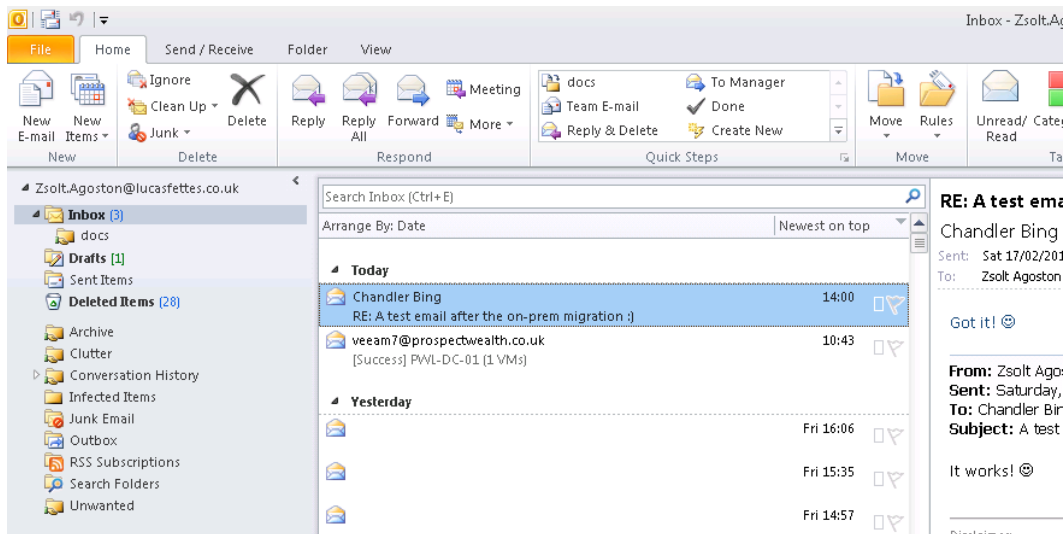 Inbox - Zsolt.Ag
File Home Send / Receive Folder View
New E-mail
New Items
Ignore
Clean Up
Junk
Delete
Reply
Reply All
Forward
Meeting
More
docs
Team E-mail
Reply & Delete
To Manager
Done
Create New
Move
Rules
Unread/ Read
Categ
New Delete Respond Quick Steps Move Ta
Zsolt.Agoston@lucasfettes.co.uk
Inbox (3)
docs
Drafts [1]
Sent Items
Deleted Items (28)
Archive
Clutter
Conversation History
Infected Items
Junk Email
Outbox
RSS Subscriptions
Search Folders
Unwanted
Search Inbox (Ctrl+E)
Arrange By: Date Newest on top
Today
Chandler Bing 14:00
RE: A test email after the on-prem migration :)
veeam7@prospectwealth.co.uk 10:43
[Success] PWL-DC-01 (1 VMs)
Yesterday
Fri 16:06
Fri 15:35
Fri 14:57
RE: A test ema
Chandler Bing
Sent: Sat 17/02/201
To: Zsolt Agoston
Got it! ☺
From: Zsolt Agos
Sent: Saturday,
To: Chandler Bin
Subject: A test
It works! ☺